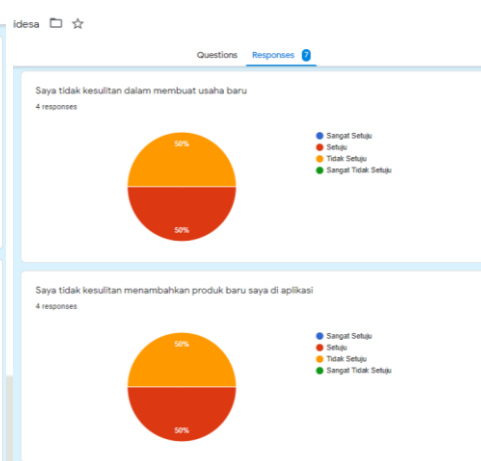 idesa
Questions Responses 7
Saya tidak kesulitan dalam membuat usaha baru
4 responses
50%
50%
Sangat Setuju
Setuju
Tidak Setuju
Sangat Tidak Setuju
Saya tidak kesulitan menambahkan produk baru saya di aplikasi
4 responses
50%
50%
Sangat Setuju
Setuju
Tidak Setuju
Sangat Tidak Setuju